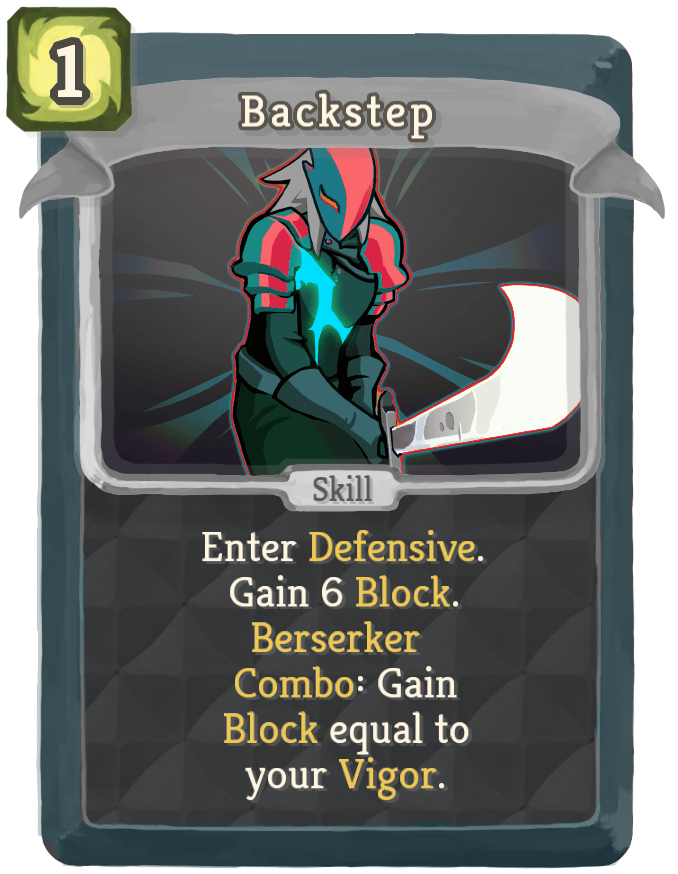 1
Backstep
Skill
Enter Defensive.
Gain 6 Block.
Berserker
Combo: Gain
Block equal to
your Vigor.